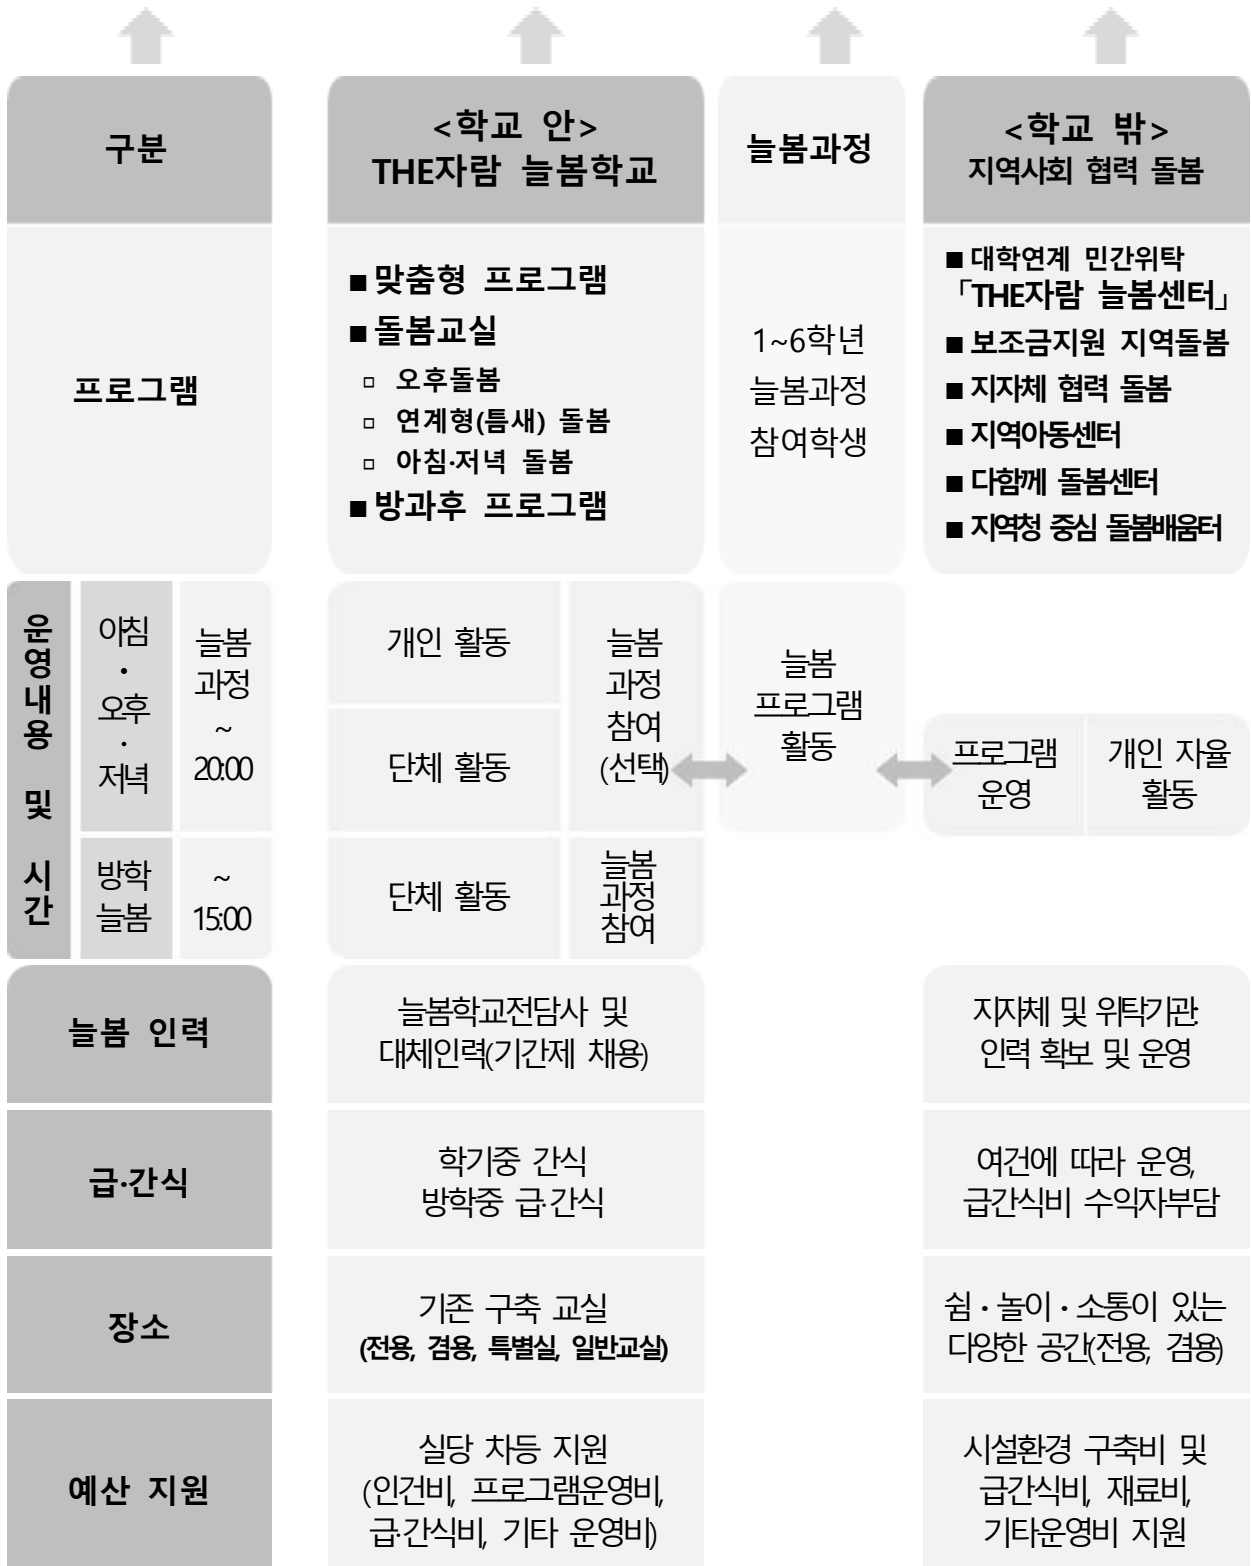 구분
<학교 안>
THE자람 늘봄학교
늘봄과정
<학교 밖>
지역사회 협력 돌봄
프로그램
■ 맞춤형 프로그램
■ 돌봄교실
□ 오후돌봄
□ 연계형(틈새) 돌봄
□ 아침·저녁 돌봄
■ 방과후 프로그램
1~6학년
늘봄과정
참여학생
■ 대학연계 민간위탁
「THE자람 늘봄센터」
■ 보조금지원 지역돌봄
■ 지자체 협력 돌봄
■ 지역아동센터
■ 다함께 돌봄센터
■ 지역청 중심 돌봄배움터
운영내용 및 시간
아침
·
오후
·
저녁
늘봄
과정
~
20:00
개인 활동
단체 활동
늘봄
과정
참여
(선택)
늘봄
프로그램
활동
프로그램
운영
개인 자율
활동
방학
늘봄
~
15:00
단체 활동
늘봄
과정
참여
늘봄 인력
늘봄학교전담사 및
대체인력(기간제 채용)
지자체 및 위탁기관:
인력 확보 및 운영
급·간식
학기중 간식
방학중 급·간식
여건에 따라 운영,
급간식비 수익자부담
장소
기존 구축 교실
(전용, 겸용, 특별실, 일반교실)
쉼·놀이·소통이 있는
다양한 공간(전용, 겸용)
예산 지원
실당 차등 지원
(인건비, 프로그램운영비,
급·간식비, 기타 운영비)
시설환경 구축비 및
급간식비, 재료비,
기타운영비 지원